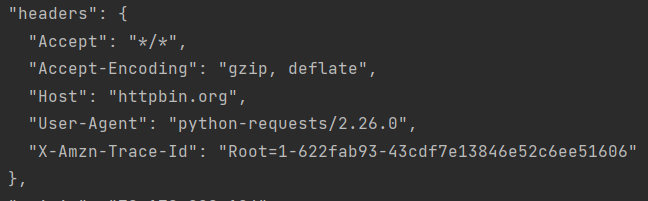 "headers": {
"Accept": "*/*",
"Accept-Encoding": "gzip, deflate",
"Host": "httpbin.org",
"User-Agent": "python-requests/2.26.0",
"X-Amzn-Trace-Id": "Root=1-622fab93-43cdf7e13846e52c6ee51606"
},